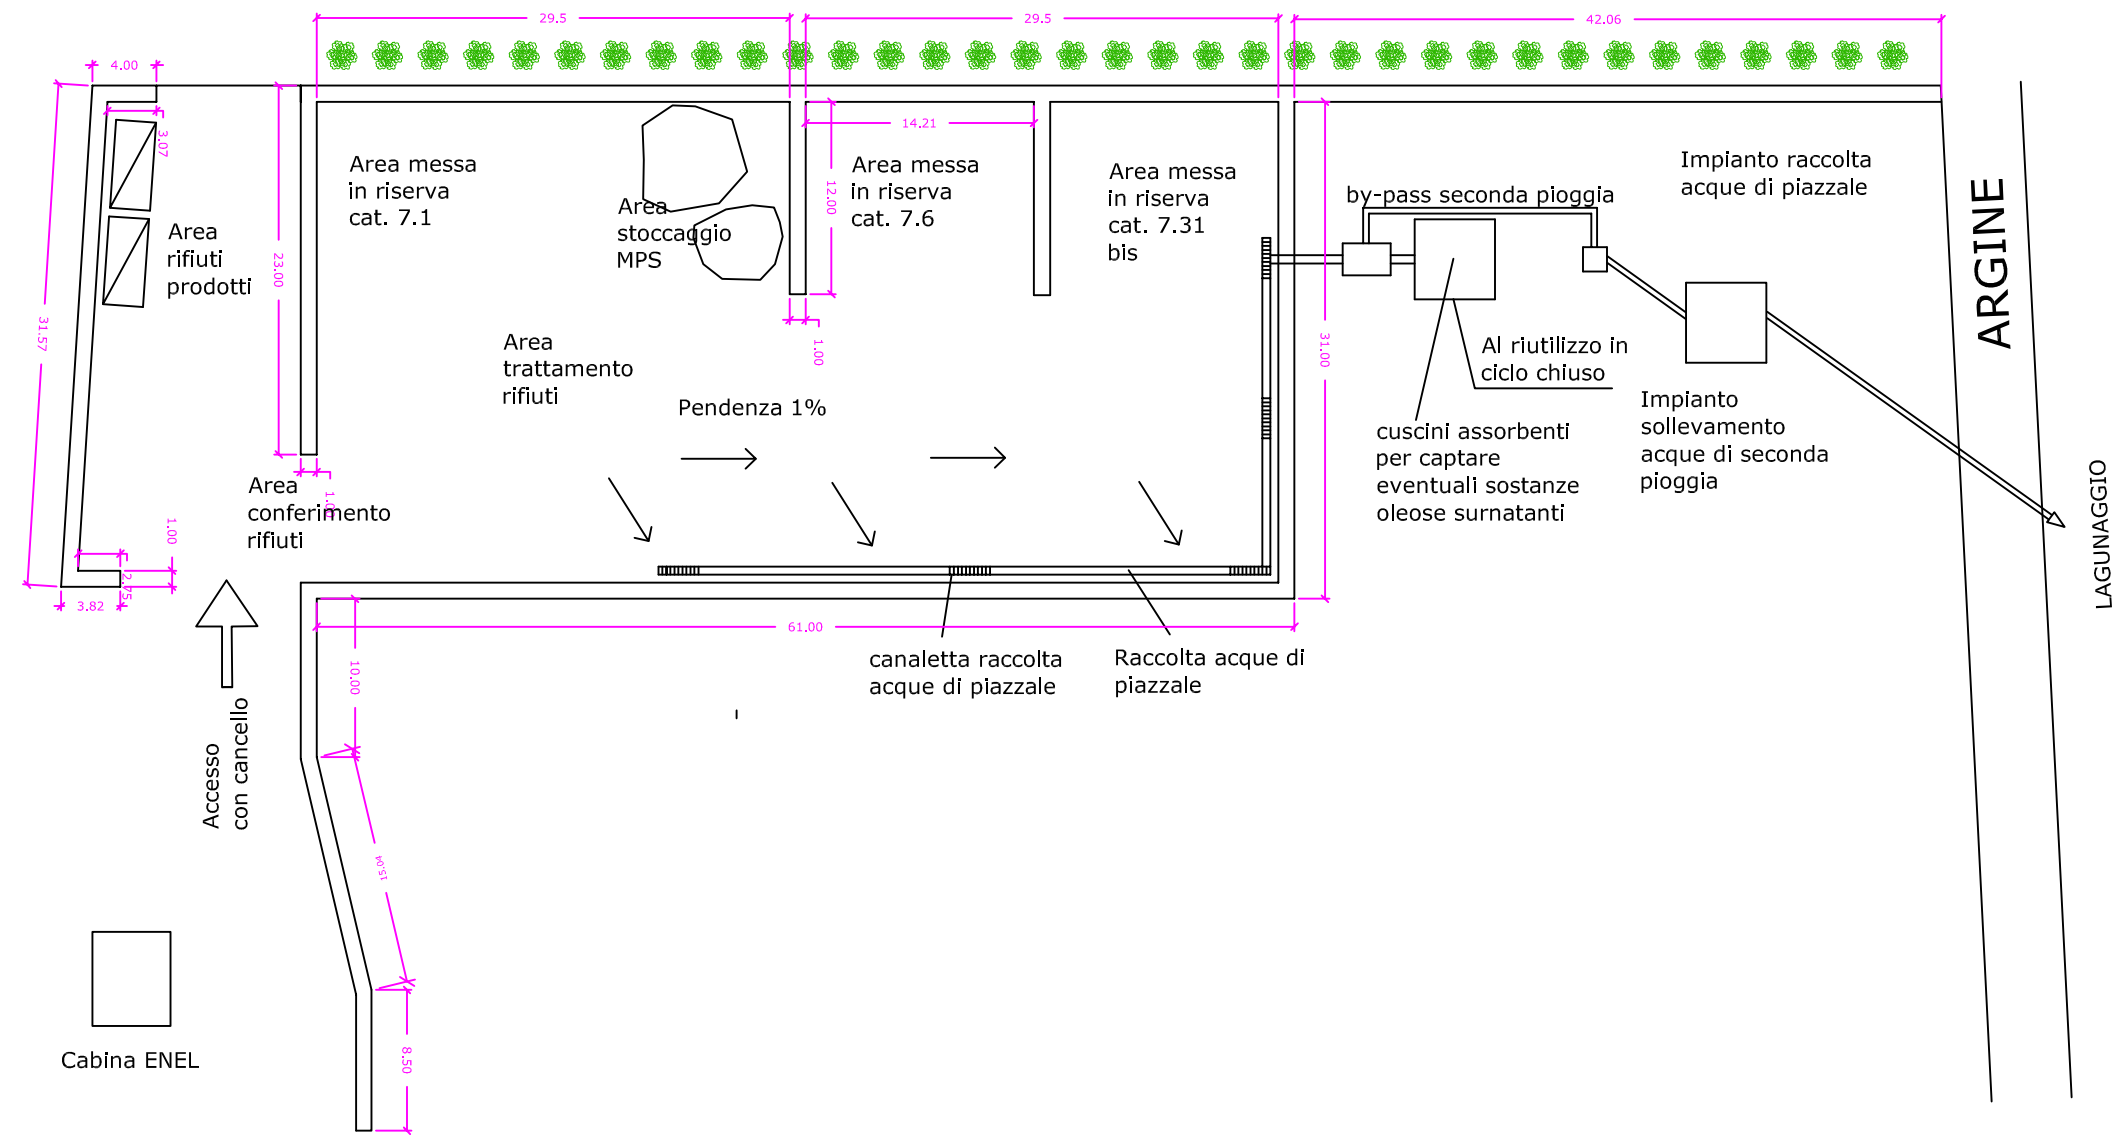 29.5
29.5
42.06
4.00
3.07
14.21
12.00
23.00
31.57
31.00
1.00
1.00
1.00
2.75
3.82
61.00
10.00
15.04
8.50
Area messa
in riserva
cat. 7.1
Area
stoccaggio
MPS
Area messa
in riserva
cat. 7.6
Area messa
in riserva
cat. 7.31
bis
by-pass seconda pioggia
Impianto raccolta
acque di piazzale
ARGINE
Area
rifiuti
prodotti
Area
trattamento
rifiuti
Pendenza 1%
Al riutilizzo in
ciclo chiuso
cuscini assorbenti
per captare
eventuali sostanze
oleose surnatanti
Impianto
sollevamento
acque di seconda
pioggia
LAGUNAGGIO
Area
conferimento
rifiuti
canaletta raccolta
acque di piazzale
Raccolta acque di
piazzale
Accesso
con cancello
Cabina ENEL